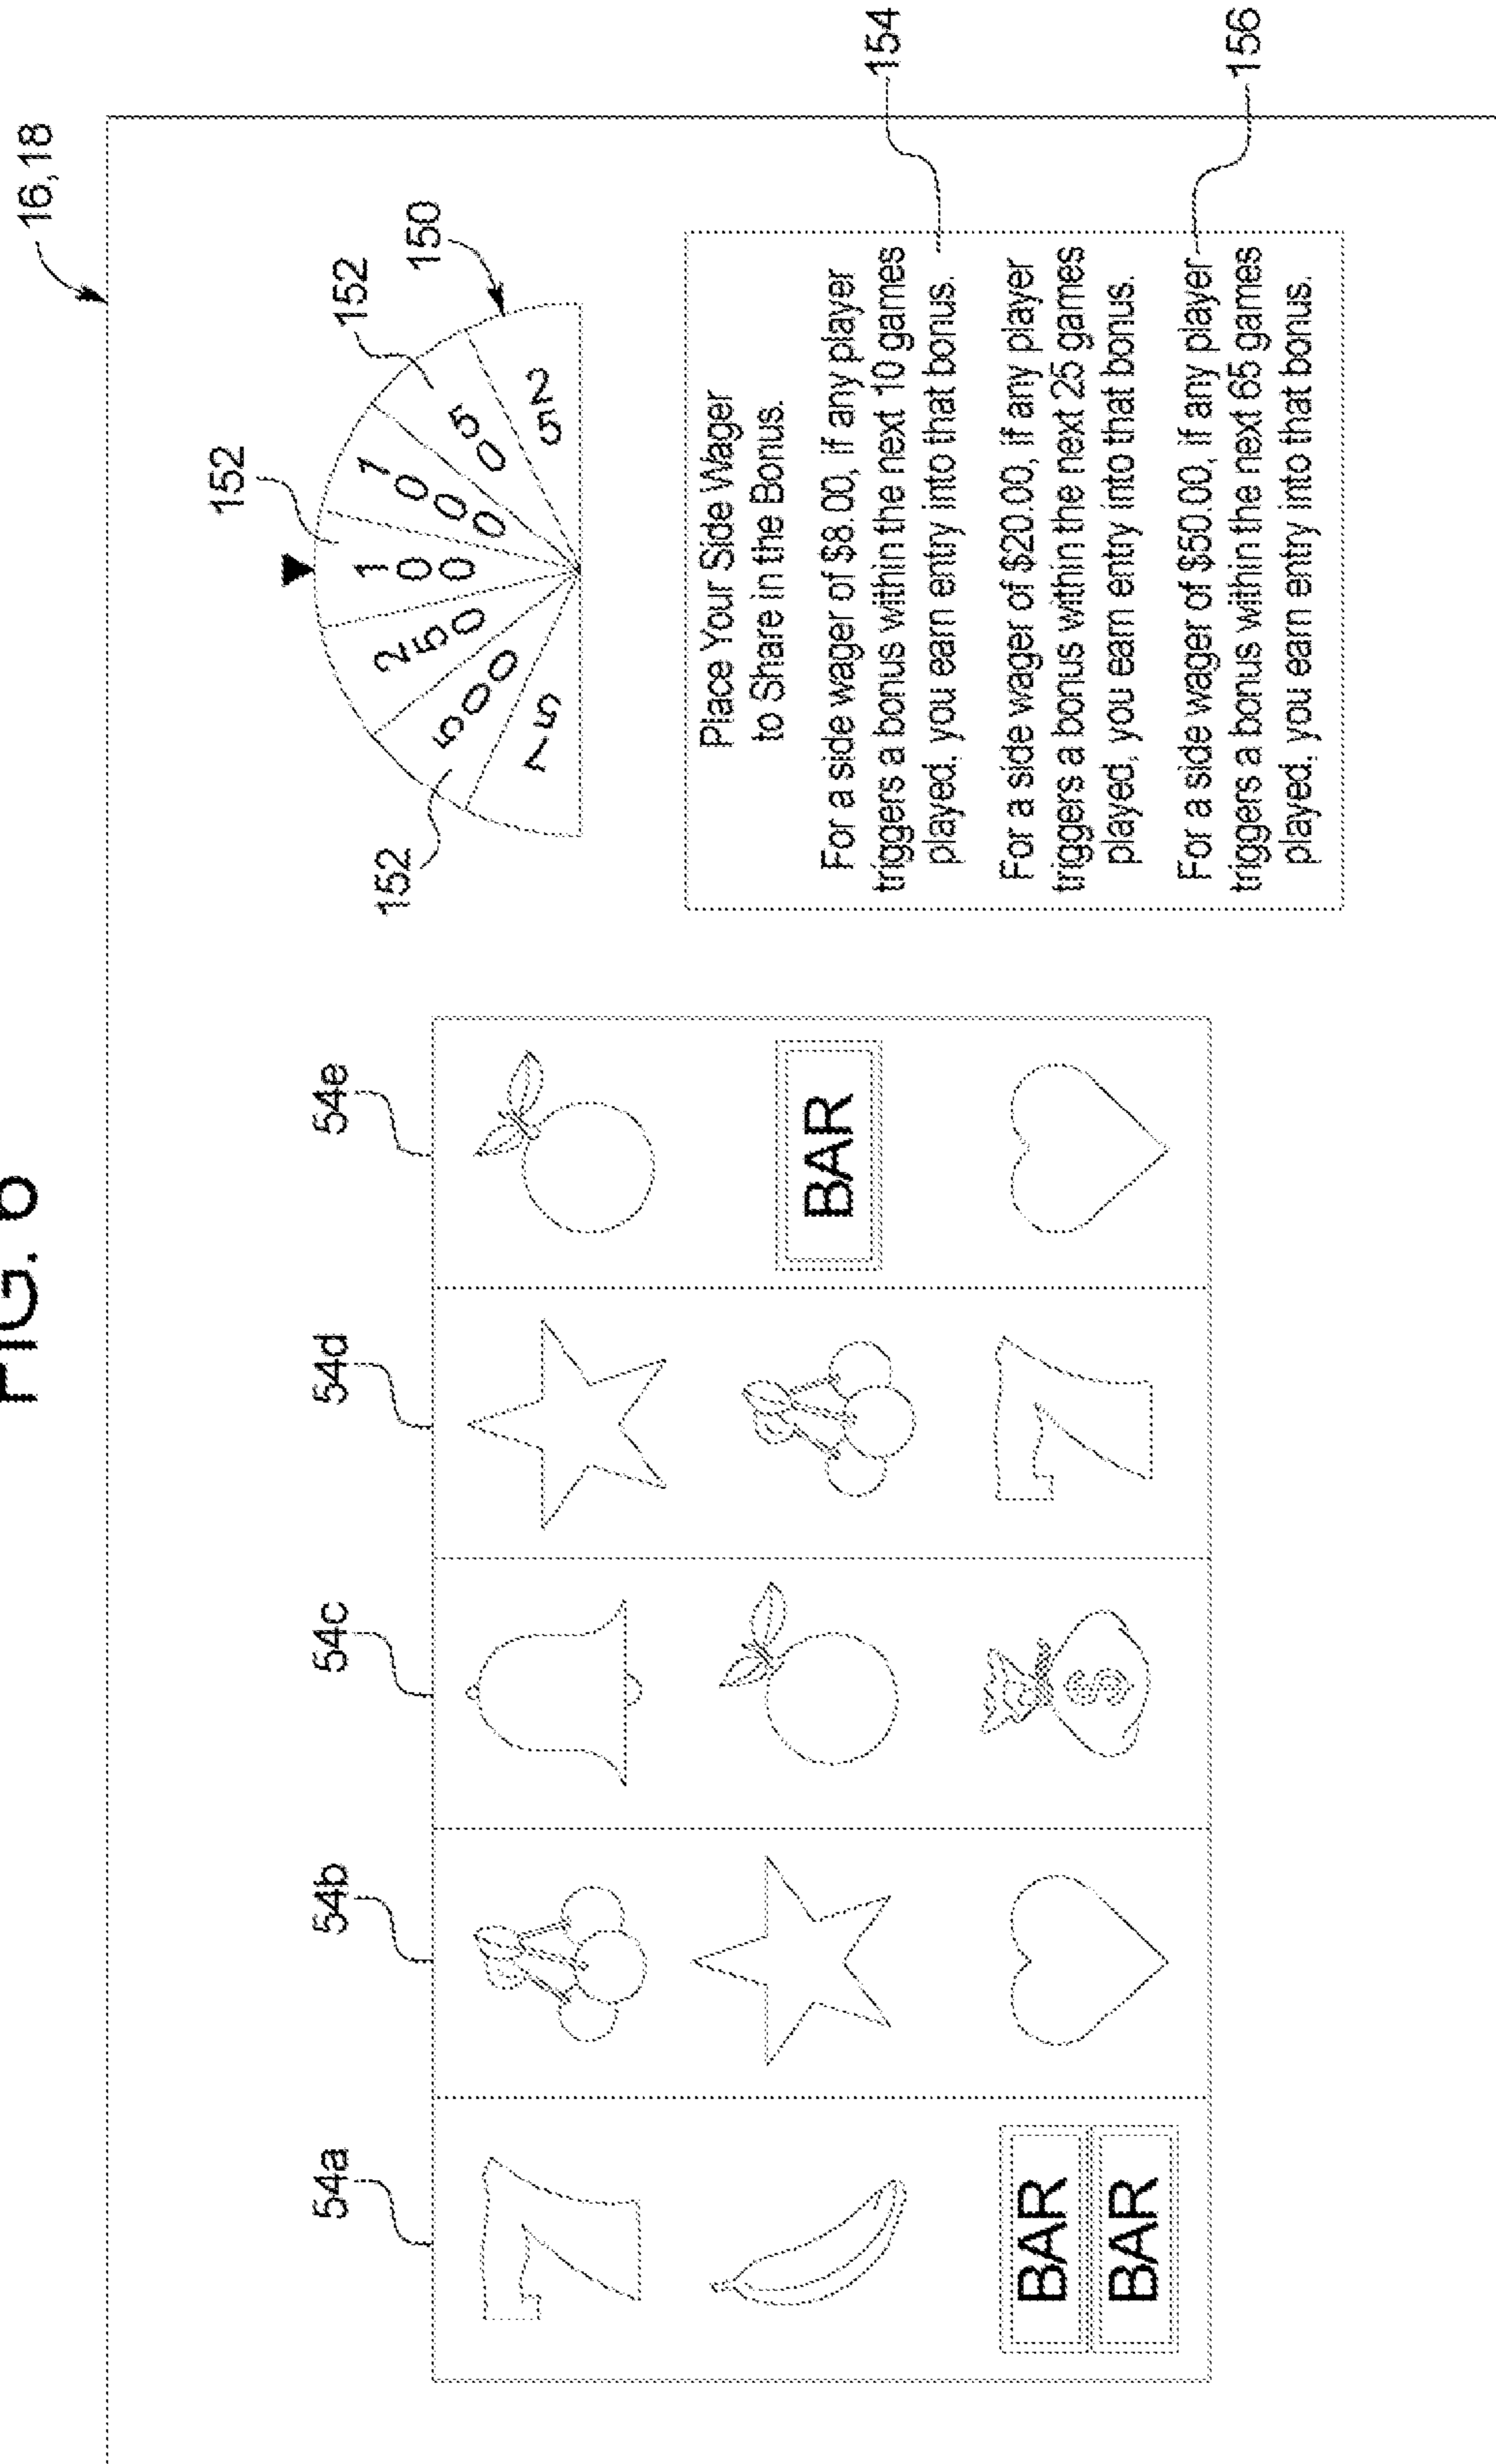 FIG. 6
16,18
54a
54b
54c
54d
54e
152
152
152
150
15
500
250
100
1000
50
25
7
7
BAR
$
BAR
BAR
Place Your Side Wager
to Share in the Bonus.
For a side wager of $8.00, if any player
triggers a bonus within the next 10 games
played, you earn entry into that bonus.
For a side wager of $20.00, if any player
triggers a bonus within the next 25 games
played, you earn entry into that bonus.
For a side wager of $50.00, if any player
triggers a bonus within the next 65 games
played, you earn entry into that bonus.
154
156